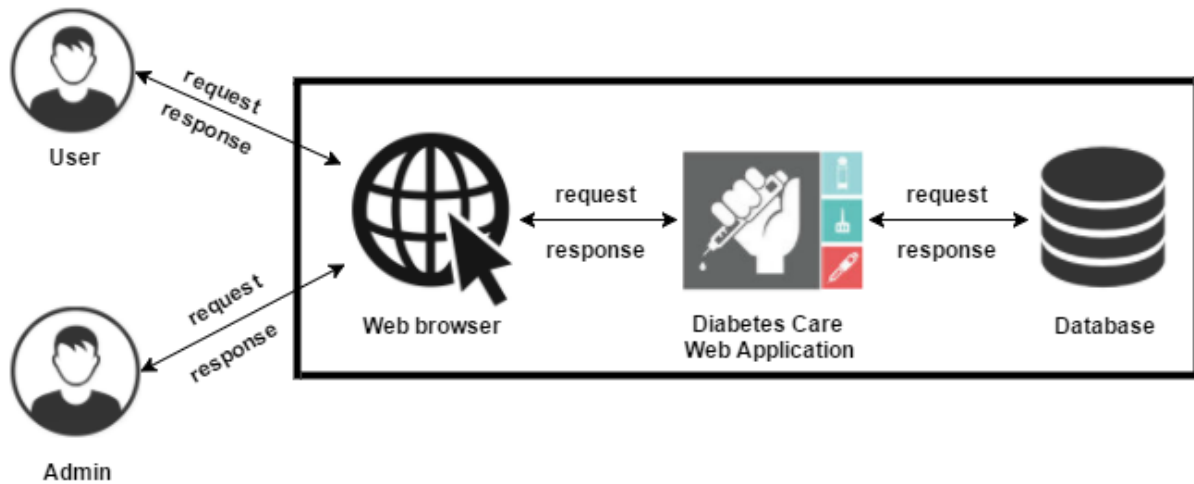 request
response
User
request
response
request
response
Web browser
Diabetes Care
Web Application
Database
request
response
Admin